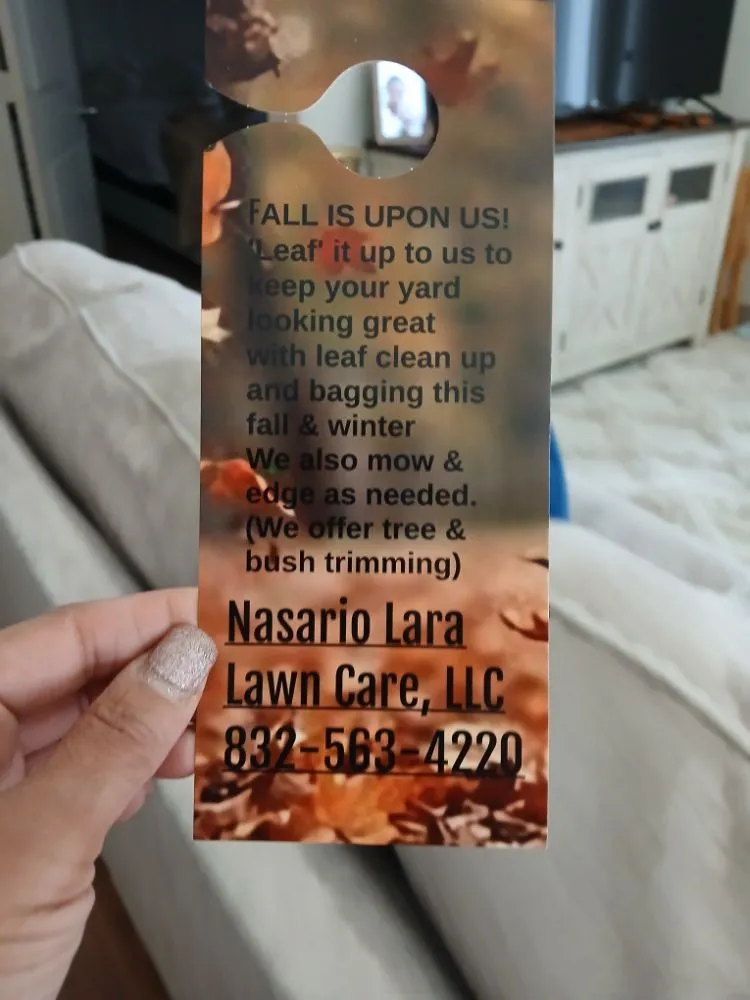 FALL IS UPON US!
'Leaf' it up to us to
keep your yard
looking great
with leaf clean up
and bagging this
fall & winter
We also mow &
edge as needed.
(We offer tree &
bush trimming)
Nasario Lara
Lawn Care, LLC
832-563-4220